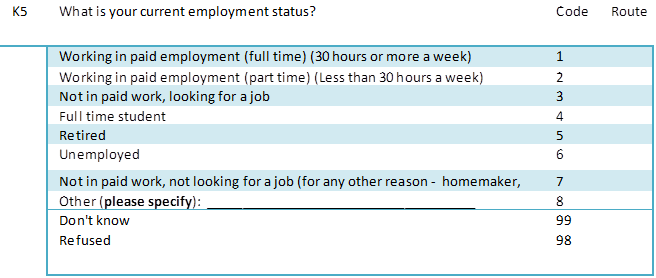 K5 What is your current employment status? Code Route
Working in paid employment (full time) (30 hours or more a week) 1
Working in paid employment (part time) (Less than 30 hours a week) 2
Not in paid work, looking for a job 3
Full time student 4
Retired 5
Unemployed 6
Not in paid work, not looking for a job (for any other reason - homemaker, 7
Other (please specify): ______________________________ 8
Don't know 99
Refused 98